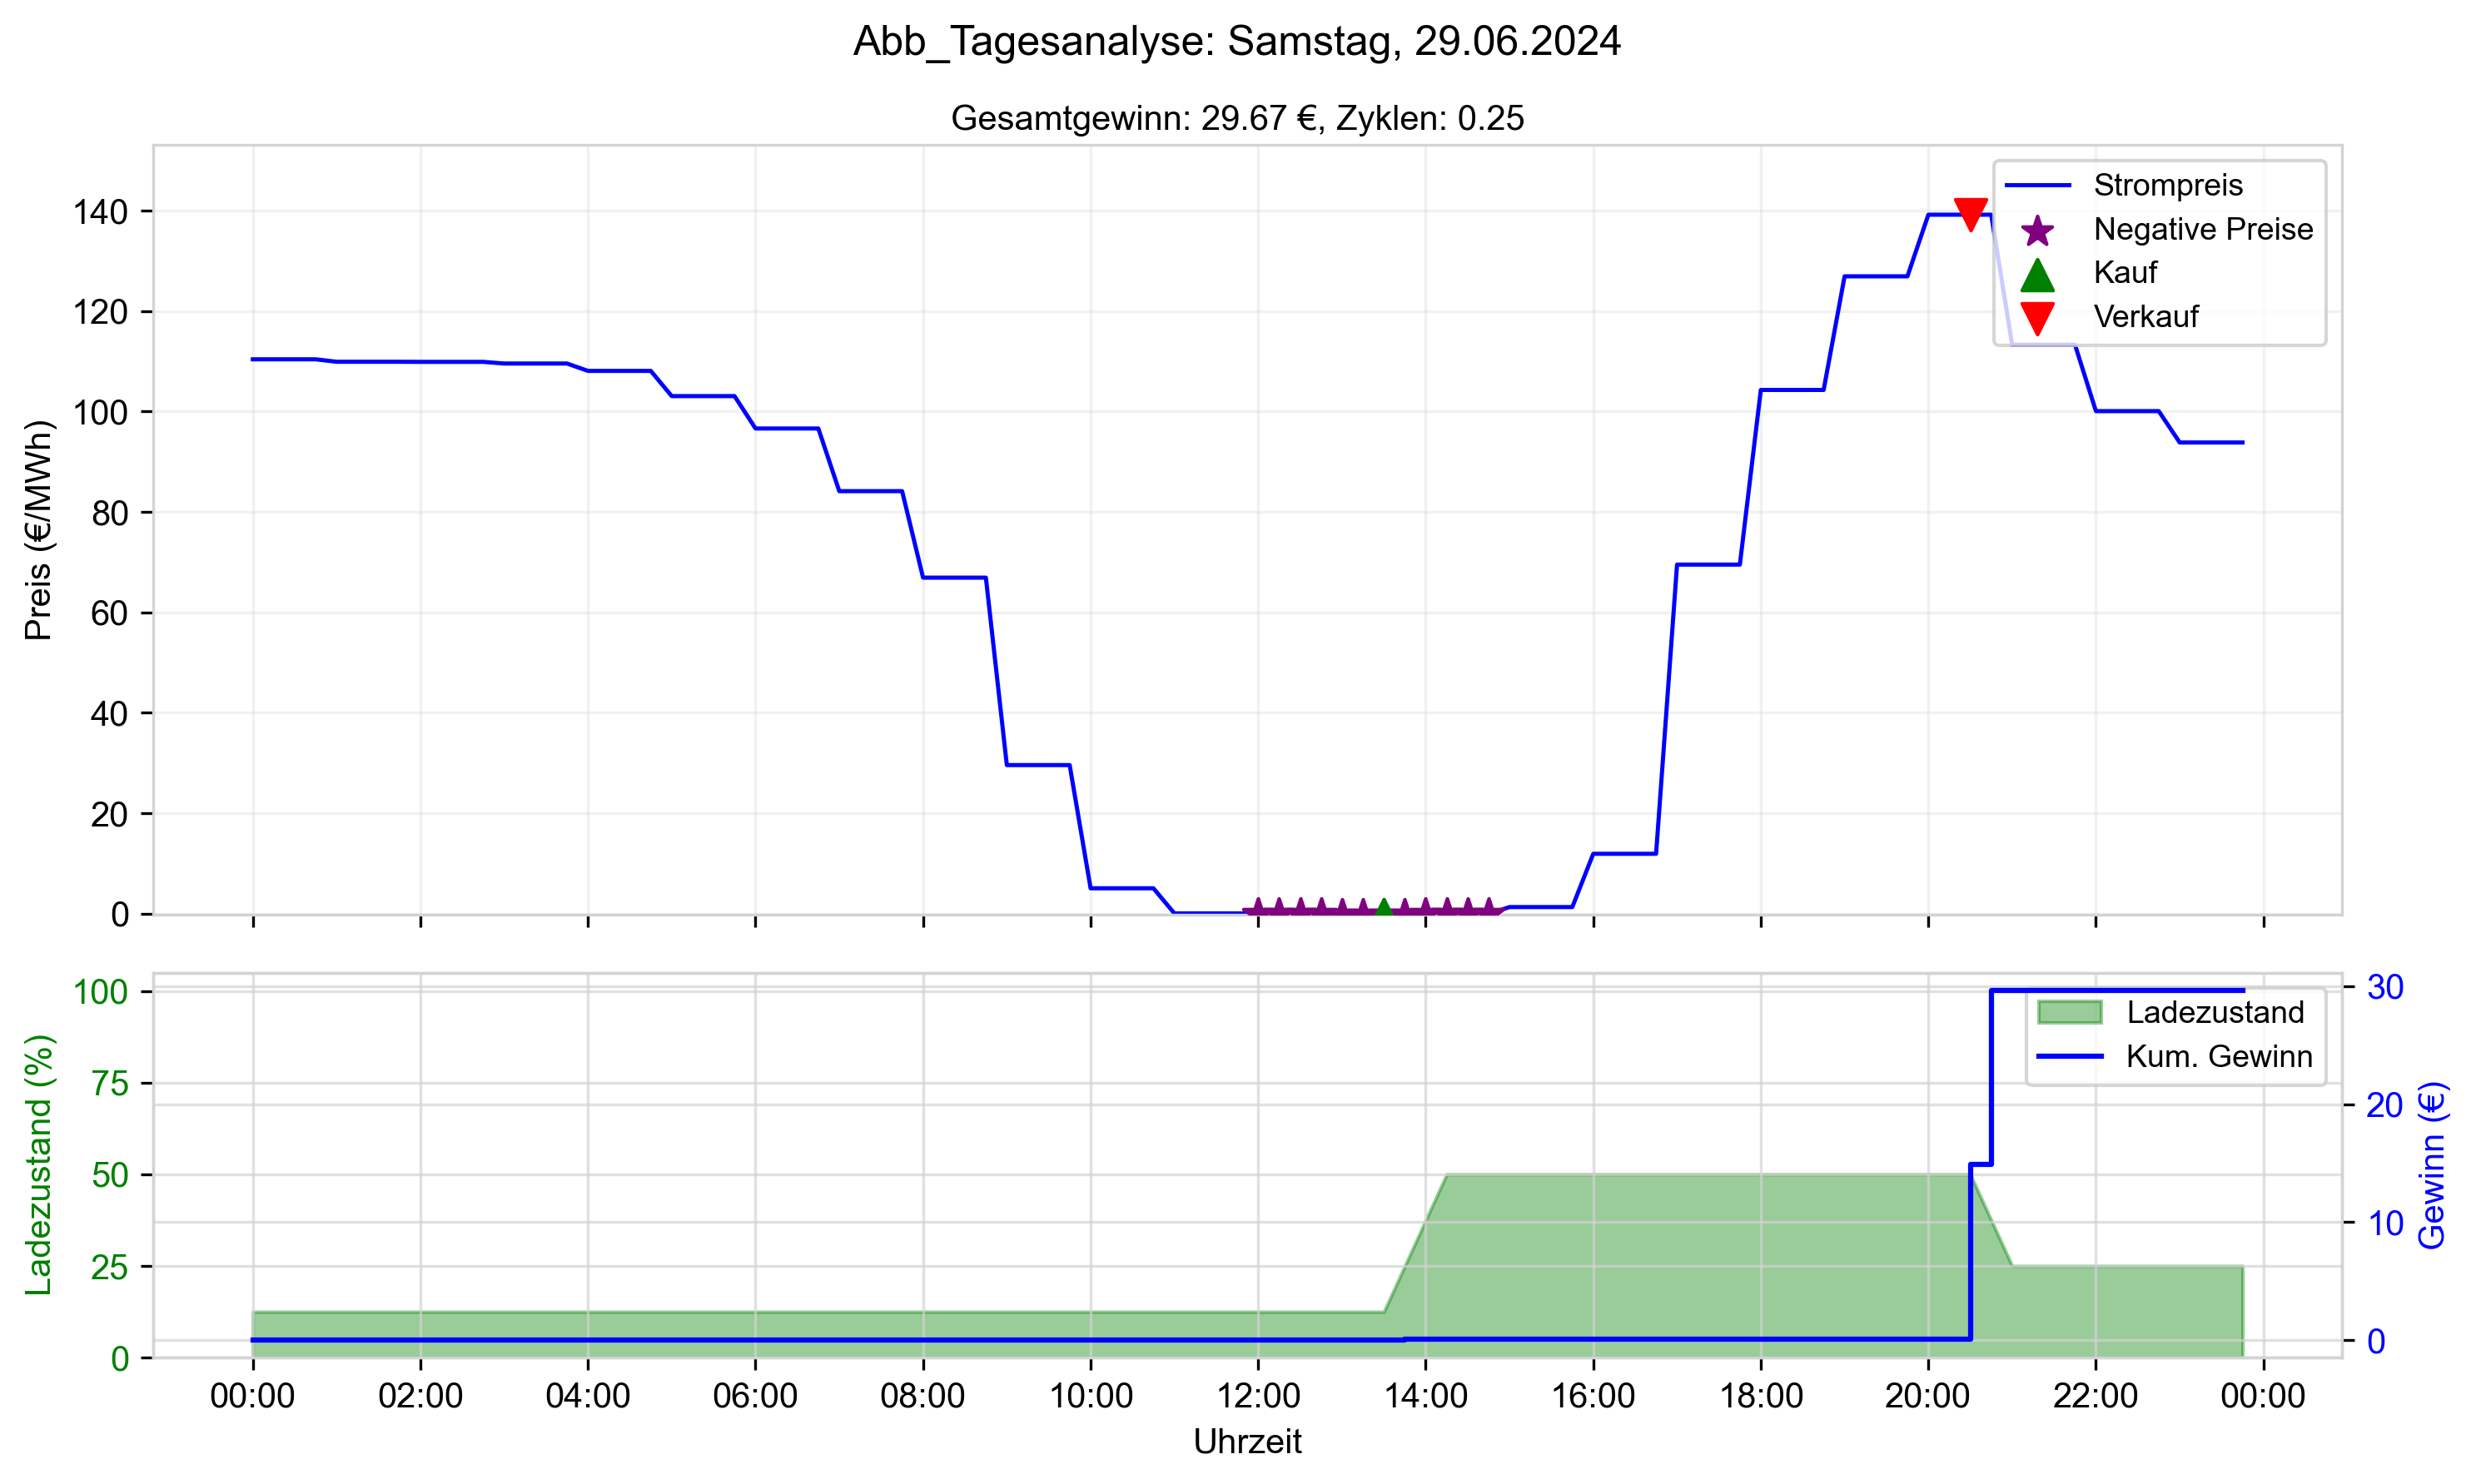 Abb_Tagesanalyse: Samstag, 29.06.2024
Gesamtgewinn: 29.67 €, Zyklen: 0.25
Preis (€/MWh)
140
120
100
80
60
40
20
0
Strompreis
Negative Preise
Kauf
Verkauf
Ladezustand (%)
100
75
50
25
0
Ladezustand
Kum. Gewinn
30
20
10
0
Gewinn (€)
00:00 02:00 04:00 06:00 08:00 10:00 12:00 14:00 16:00 18:00 20:00 22:00 00:00
Uhrzeit